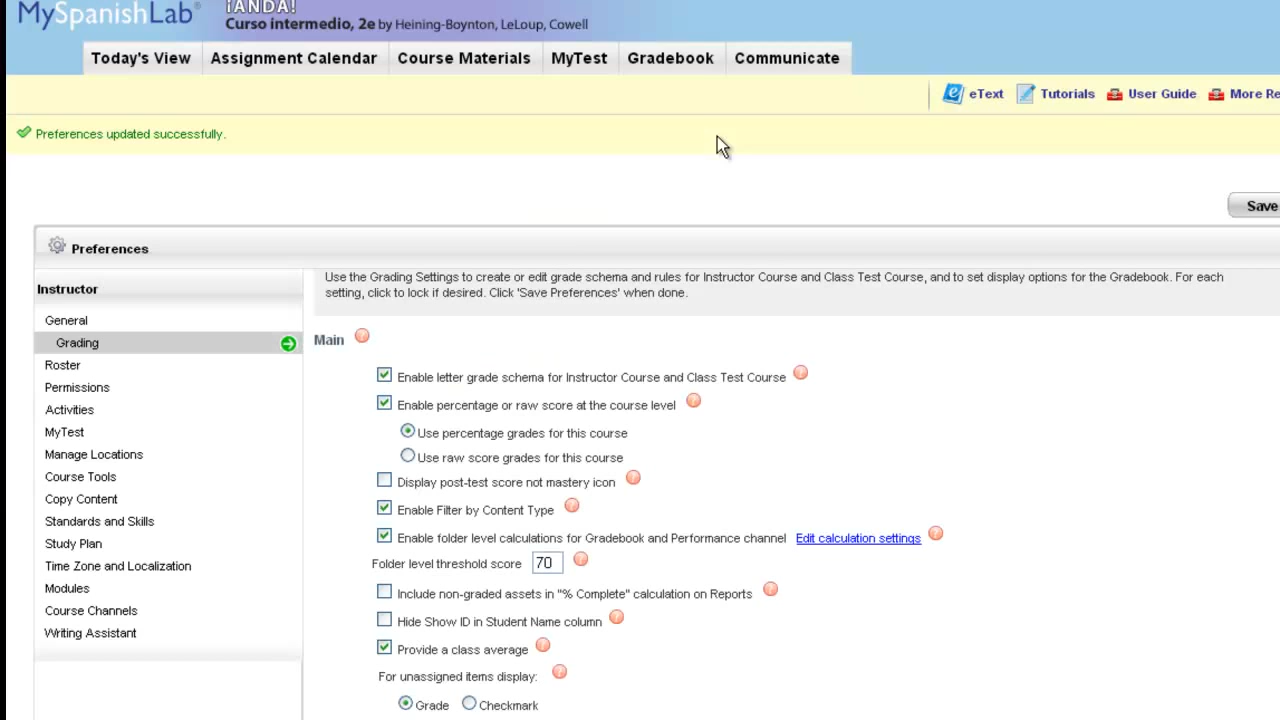 MySpanishLab®
¡ANDA!
Curso intermedio, 2e by Heining-Boynton, LeLoup, Cowell
Today's View Assignment Calendar Course Materials MyTest Gradebook Communicate
eText Tutorials User Guide More Re
Preferences updated successfully.
Save
Preferences
Instructor
General
Grading
Roster
Permissions
Activities
MyTest
Manage Locations
Course Tools
Copy Content
Standards and Skills
Study Plan
Time Zone and Localization
Modules
Course Channels
Writing Assistant
Use the Grading Settings to create or edit grade schema and rules for Instructor Course and Class Test Course, and to set display options for the Gradebook. For each
setting, click to lock if desired. Click 'Save Preferences' when done.
Main ?
Enable letter grade schema for Instructor Course and Class Test Course ?
Enable percentage or raw score at the course level ?
Use percentage grades for this course
Use raw score grades for this course
Display post-test score not mastery icon ?
Enable Filter by Content Type ?
Enable folder level calculations for Gradebook and Performance channel Edit calculation settings ?
Folder level threshold score 70 ?
Include non-graded assets in "% Complete" calculation on Reports ?
Hide Show ID in Student Name column ?
Provide a class average ?
For unassigned items display: ?
Grade Checkmark